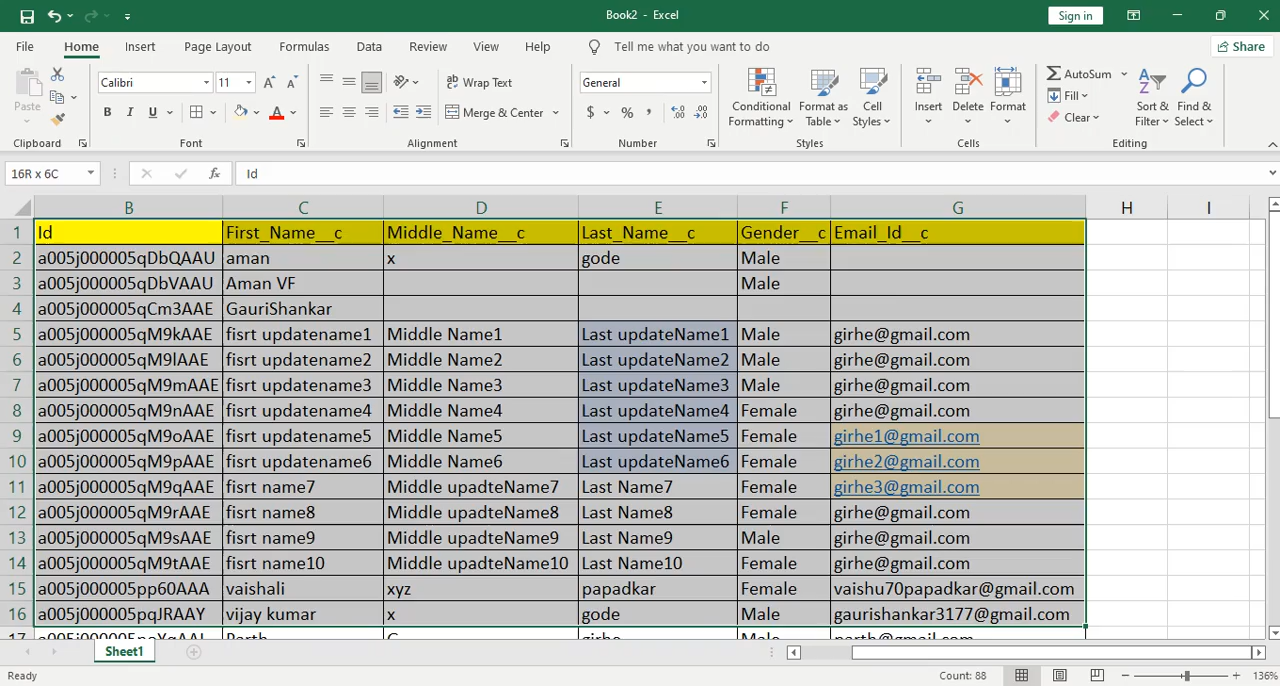 Book2 - Excel
Sign in
File Home Insert Page Layout Formulas Data Review View Help Tell me what you want to do Share
Paste
Calibri 11 A A
B I U A
Wrap Text
Merge & Center
General
$ % , .00
Conditional Formatting
Format as Table
Cell Styles
Insert Delete Format
AutoSum
Fill
Clear
Sort & Filter
Find & Select
Clipboard Font Alignment Number Styles Cells Editing
16R x 6C fx Id
B C D E F G H I
1 Id First_Name__c Middle_Name__c Last_Name__c Gender__c Email_Id__c
2 a005j000005qDbQAAU aman x gode Male
3 a005j000005qDbVAAU Aman VF Male
4 a005j000005qCm3AAE GauriShankar
5 a005j000005qM9kAAE fisrt updatename1 Middle Name1 Last updateName1 Male girhe@gmail.com
6 a005j000005qM9lAAE fisrt updatename2 Middle Name2 Last updateName2 Male girhe@gmail.com
7 a005j000005qM9mAAE fisrt updatename3 Middle Name3 Last updateName3 Male girhe@gmail.com
8 a005j000005qM9nAAE fisrt updatename4 Middle Name4 Last updateName4 Female girhe@gmail.com
9 a005j000005qM9oAAE fisrt updatename5 Middle Name5 Last updateName5 Female girhe1@gmail.com
10 a005j000005qM9pAAE fisrt updatename6 Middle Name6 Last updateName6 Female girhe2@gmail.com
11 a005j000005qM9qAAE fisrt name7 Middle upadteName7 Last Name7 Female girhe3@gmail.com
12 a005j000005qM9rAAE fisrt name8 Middle upadteName8 Last Name8 Female girhe@gmail.com
13 a005j000005qM9sAAE fisrt name9 Middle upadteName9 Last Name9 Male girhe@gmail.com
14 a005j000005qM9tAAE fisrt name10 Middle upadteName10 Last Name10 Female girhe@gmail.com
15 a005j000005pp60AAA vaishali xyz papadkar Female vaishu70papadkar@gmail.com
16 a005j000005pqJRAAY vijay kumar x gode Male gaurishankar3177@gmail.com
17 Parth G girhe Male parth@gmail.com
Sheet1
Ready Count: 88 136%